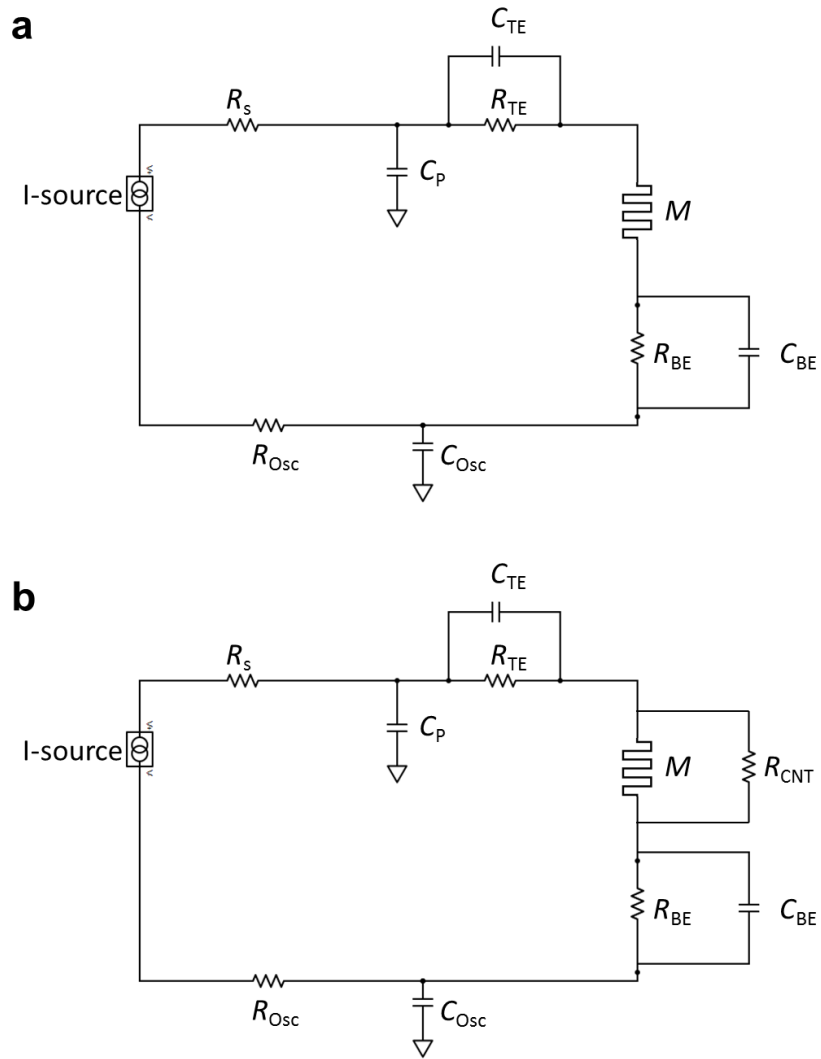 a
C_TE
R_s
R_TE
I-source
C_P
M
R_BE
C_BE
R_Osc
C_Osc
b
C_TE
R_s
R_TE
I-source
C_P
M
R_CNT
R_BE
C_BE
R_Osc
C_Osc